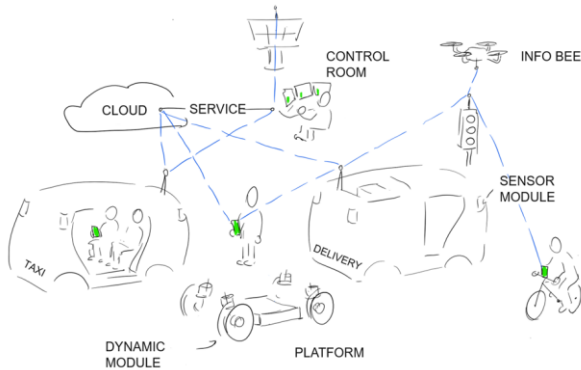 CONTROL
ROOM
INFO BEE
CLOUD
SERVICE
SENSOR
MODULE
TAXI
DELIVERY
DYNAMIC
MODULE
PLATFORM